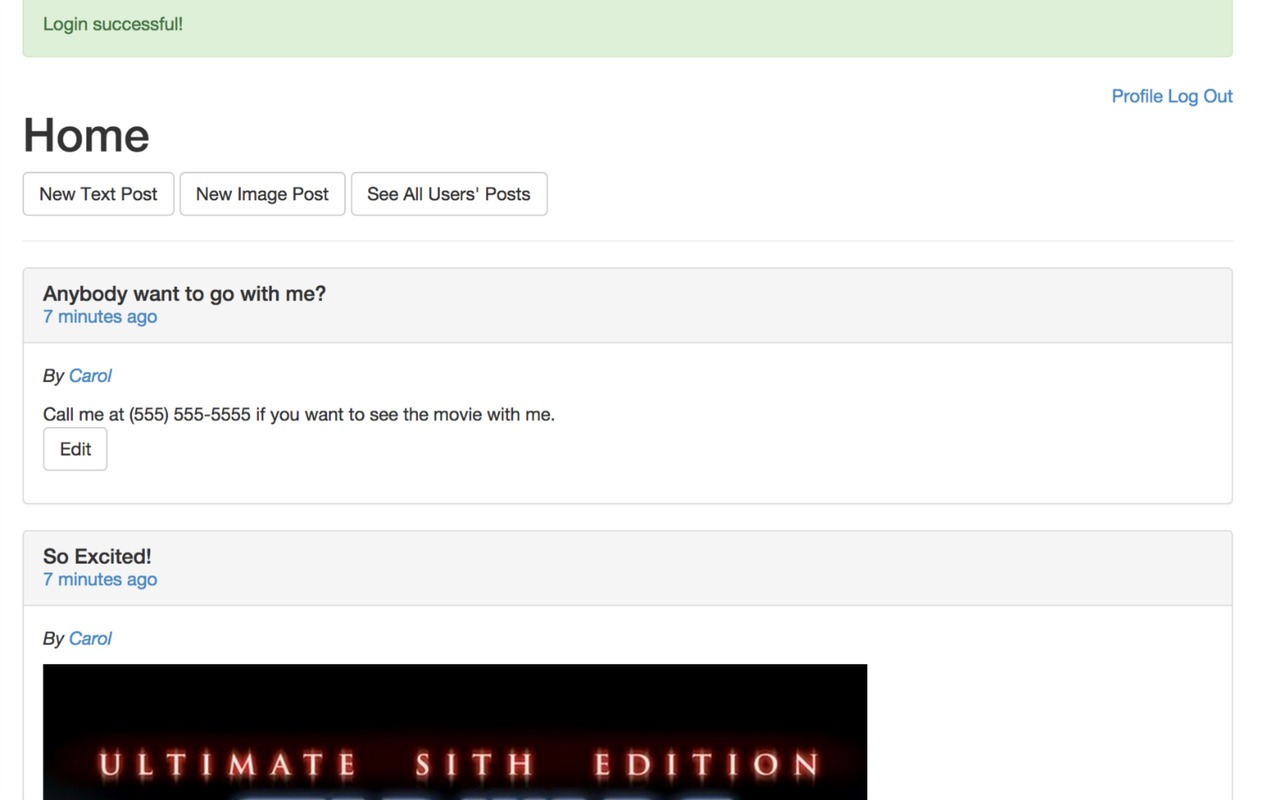 Login successful!
Profile Log Out
Home
New Text Post New Image Post See All Users' Posts
Anybody want to go with me?
7 minutes ago
By Carol
Call me at (555) 555-5555 if you want to see the movie with me.
Edit
So Excited!
7 minutes ago
By Carol
ULTIMATE SITH EDITION